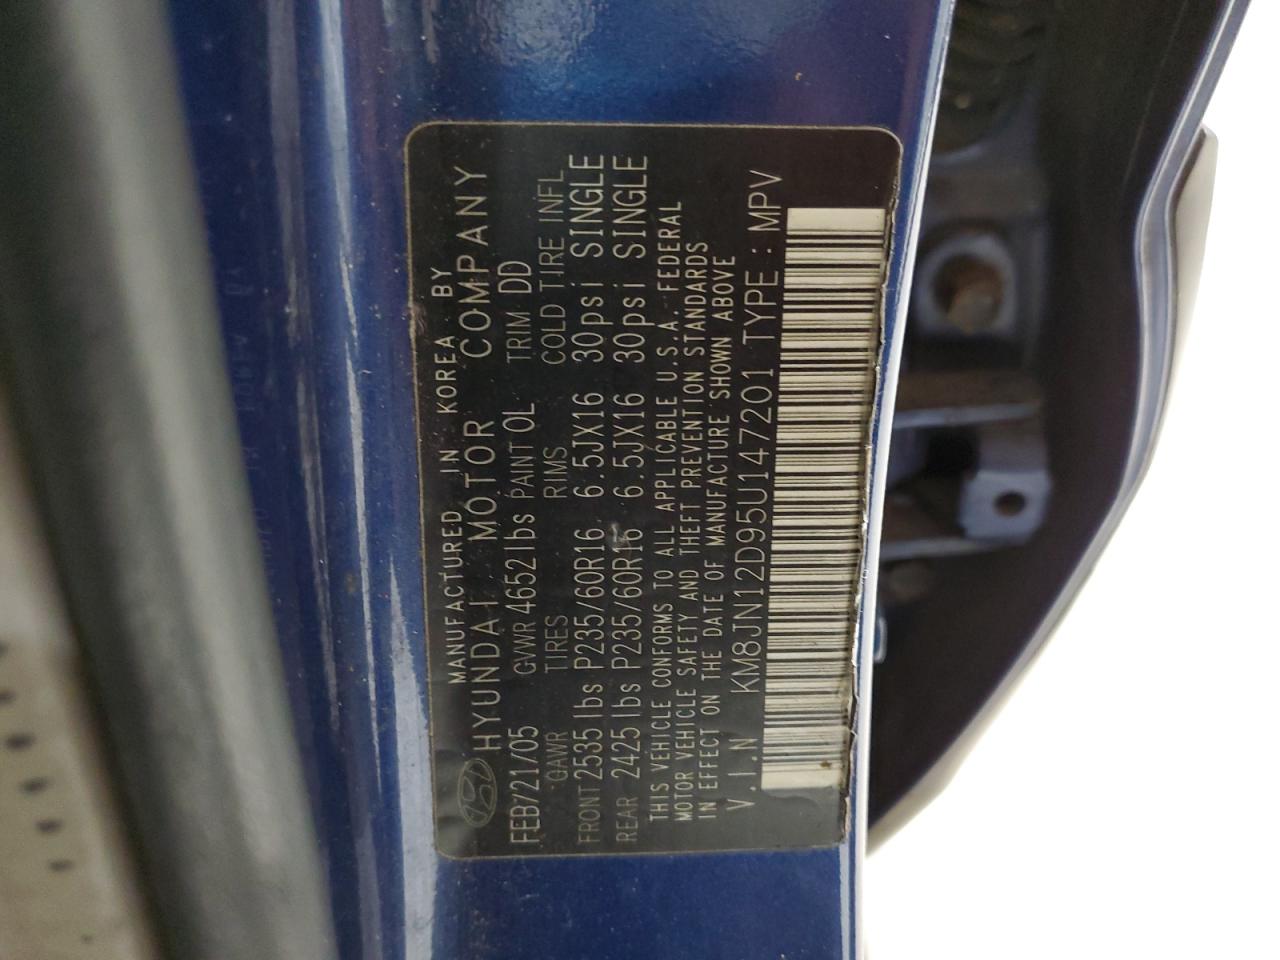 MANUFACTURED IN KOREA BY
HYUNDAI MOTOR COMPANY
FEB/21/05 GVWR 4652lbs PAINT OL TRIM DD
GAWR TIRES RIMS COLD TIRE INFL
FRONT 2535lbs P235/60R16 6.5JX16 30psi SINGLE
REAR 2425lbs P235/60R16 6.5JX16 30psi SINGLE
THIS VEHICLE CONFORMS TO ALL APPLICABLE U.S.A. FEDERAL
MOTOR VEHICLE SAFETY AND THEFT PREVENTION STANDARDS
IN EFFECT ON THE DATE OF MANUFACTURE SHOWN ABOVE
V.I.N KM8JN12D95U147201 TYPE : MPV